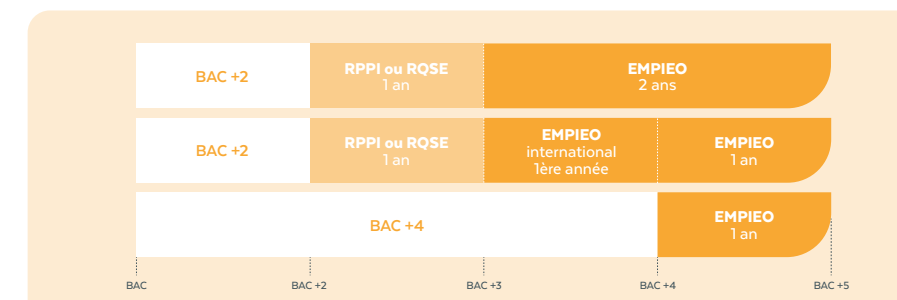 BAC +2
RPPI ou RQSE
1 an
EMPIEO
2 ans
BAC +2
RPPI ou RQSE
1 an
EMPIEO
international
1ère année
EMPIEO
1 an
BAC +4
EMPIEO
1 an
BAC
BAC +2
BAC +3
BAC +4
BAC +5